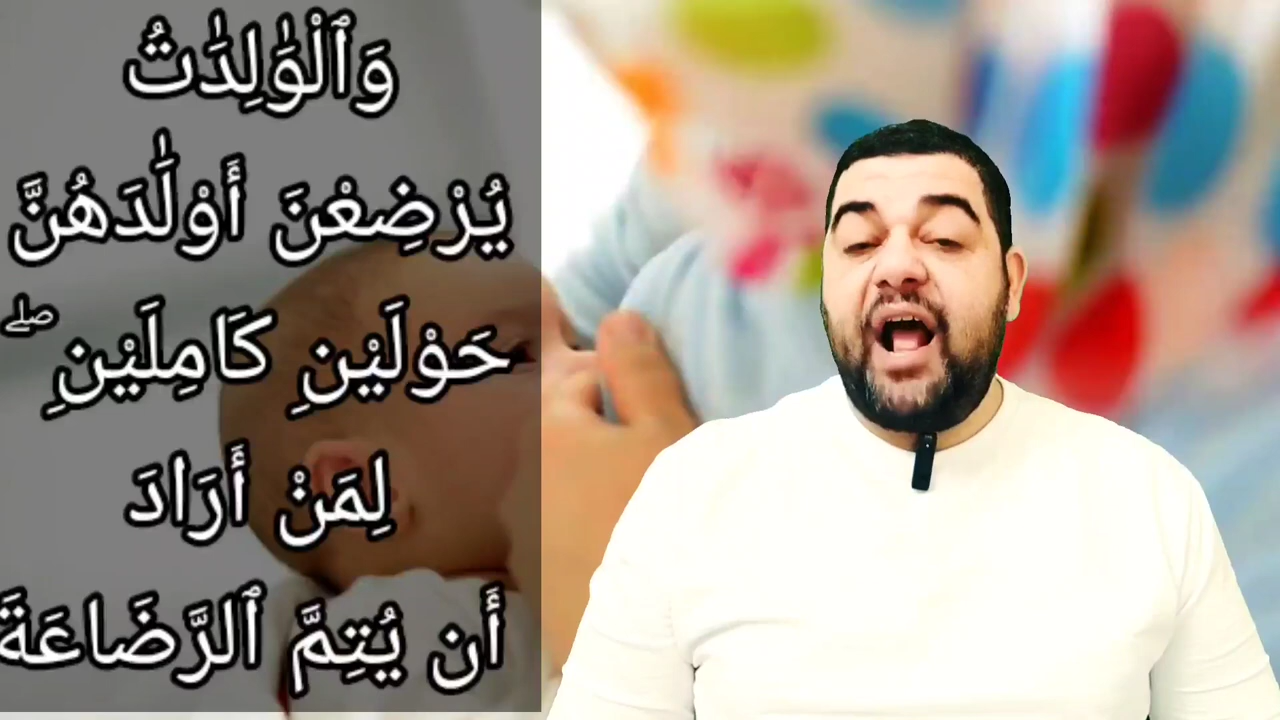 وَٱلْوَٰلِدَٰتُ
يُرْضِعْنَ أَوْلَٰدَهُنَّ
حَوْلَيْنِ كَامِلَيْنِ ۖ
لِمَنْ أَرَادَ
أَن يُتِمَّ ٱلرَّضَاعَةَ